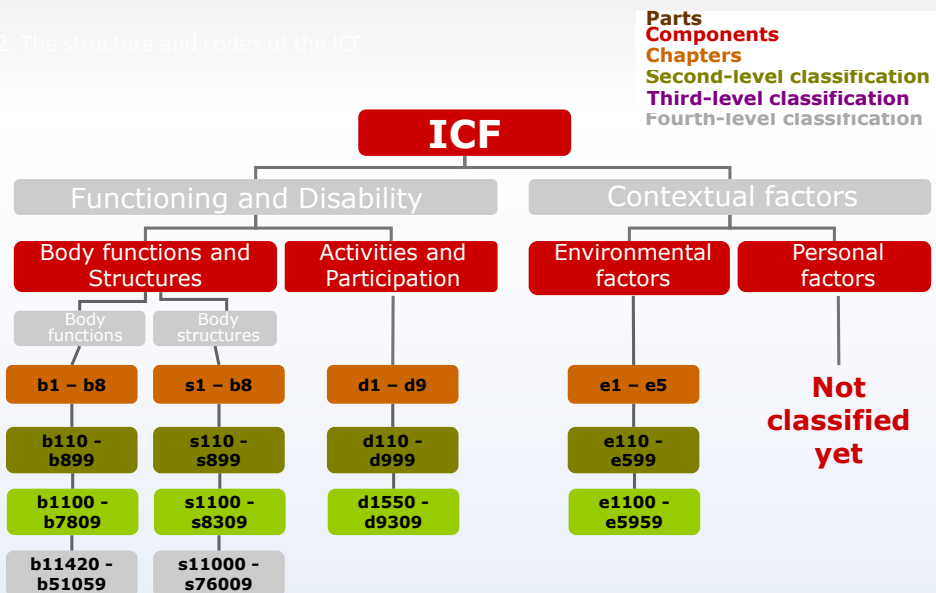 2. The structure and codes of the ICF
Parts
Components
Chapters
Second-level classification
Third-level classification
Fourth-level classification
ICF
Functioning and Disability
Contextual factors
Body functions and
Structures
Activities and
Participation
Environmental
factors
Personal
factors
Body
functions
Body
structures
b1 – b8
s1 – b8
d1 – d9
e1 – e5
Not
classified
yet
b110 -
b899
s110 -
s899
d110 -
d999
e110 -
e599
b1100 -
b7809
s1100 -
s8309
d1550 -
d9309
e1100 -
e5959
b11420 -
b51059
s11000 -
s76009